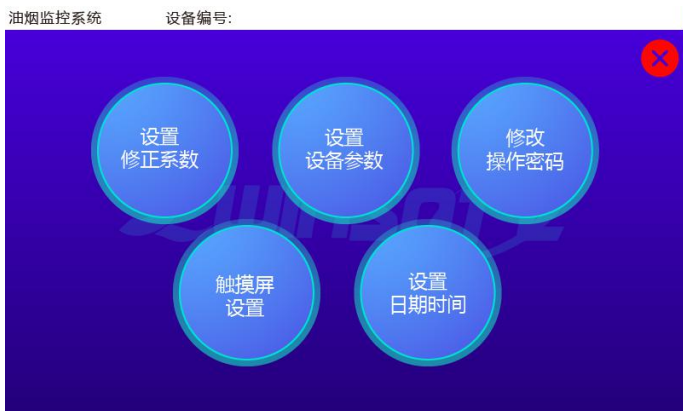 油烟监控系统 设备编号:
设置
修正系数
设置
设备参数
修改
操作密码
触摸屏
设置
设置
日期时间